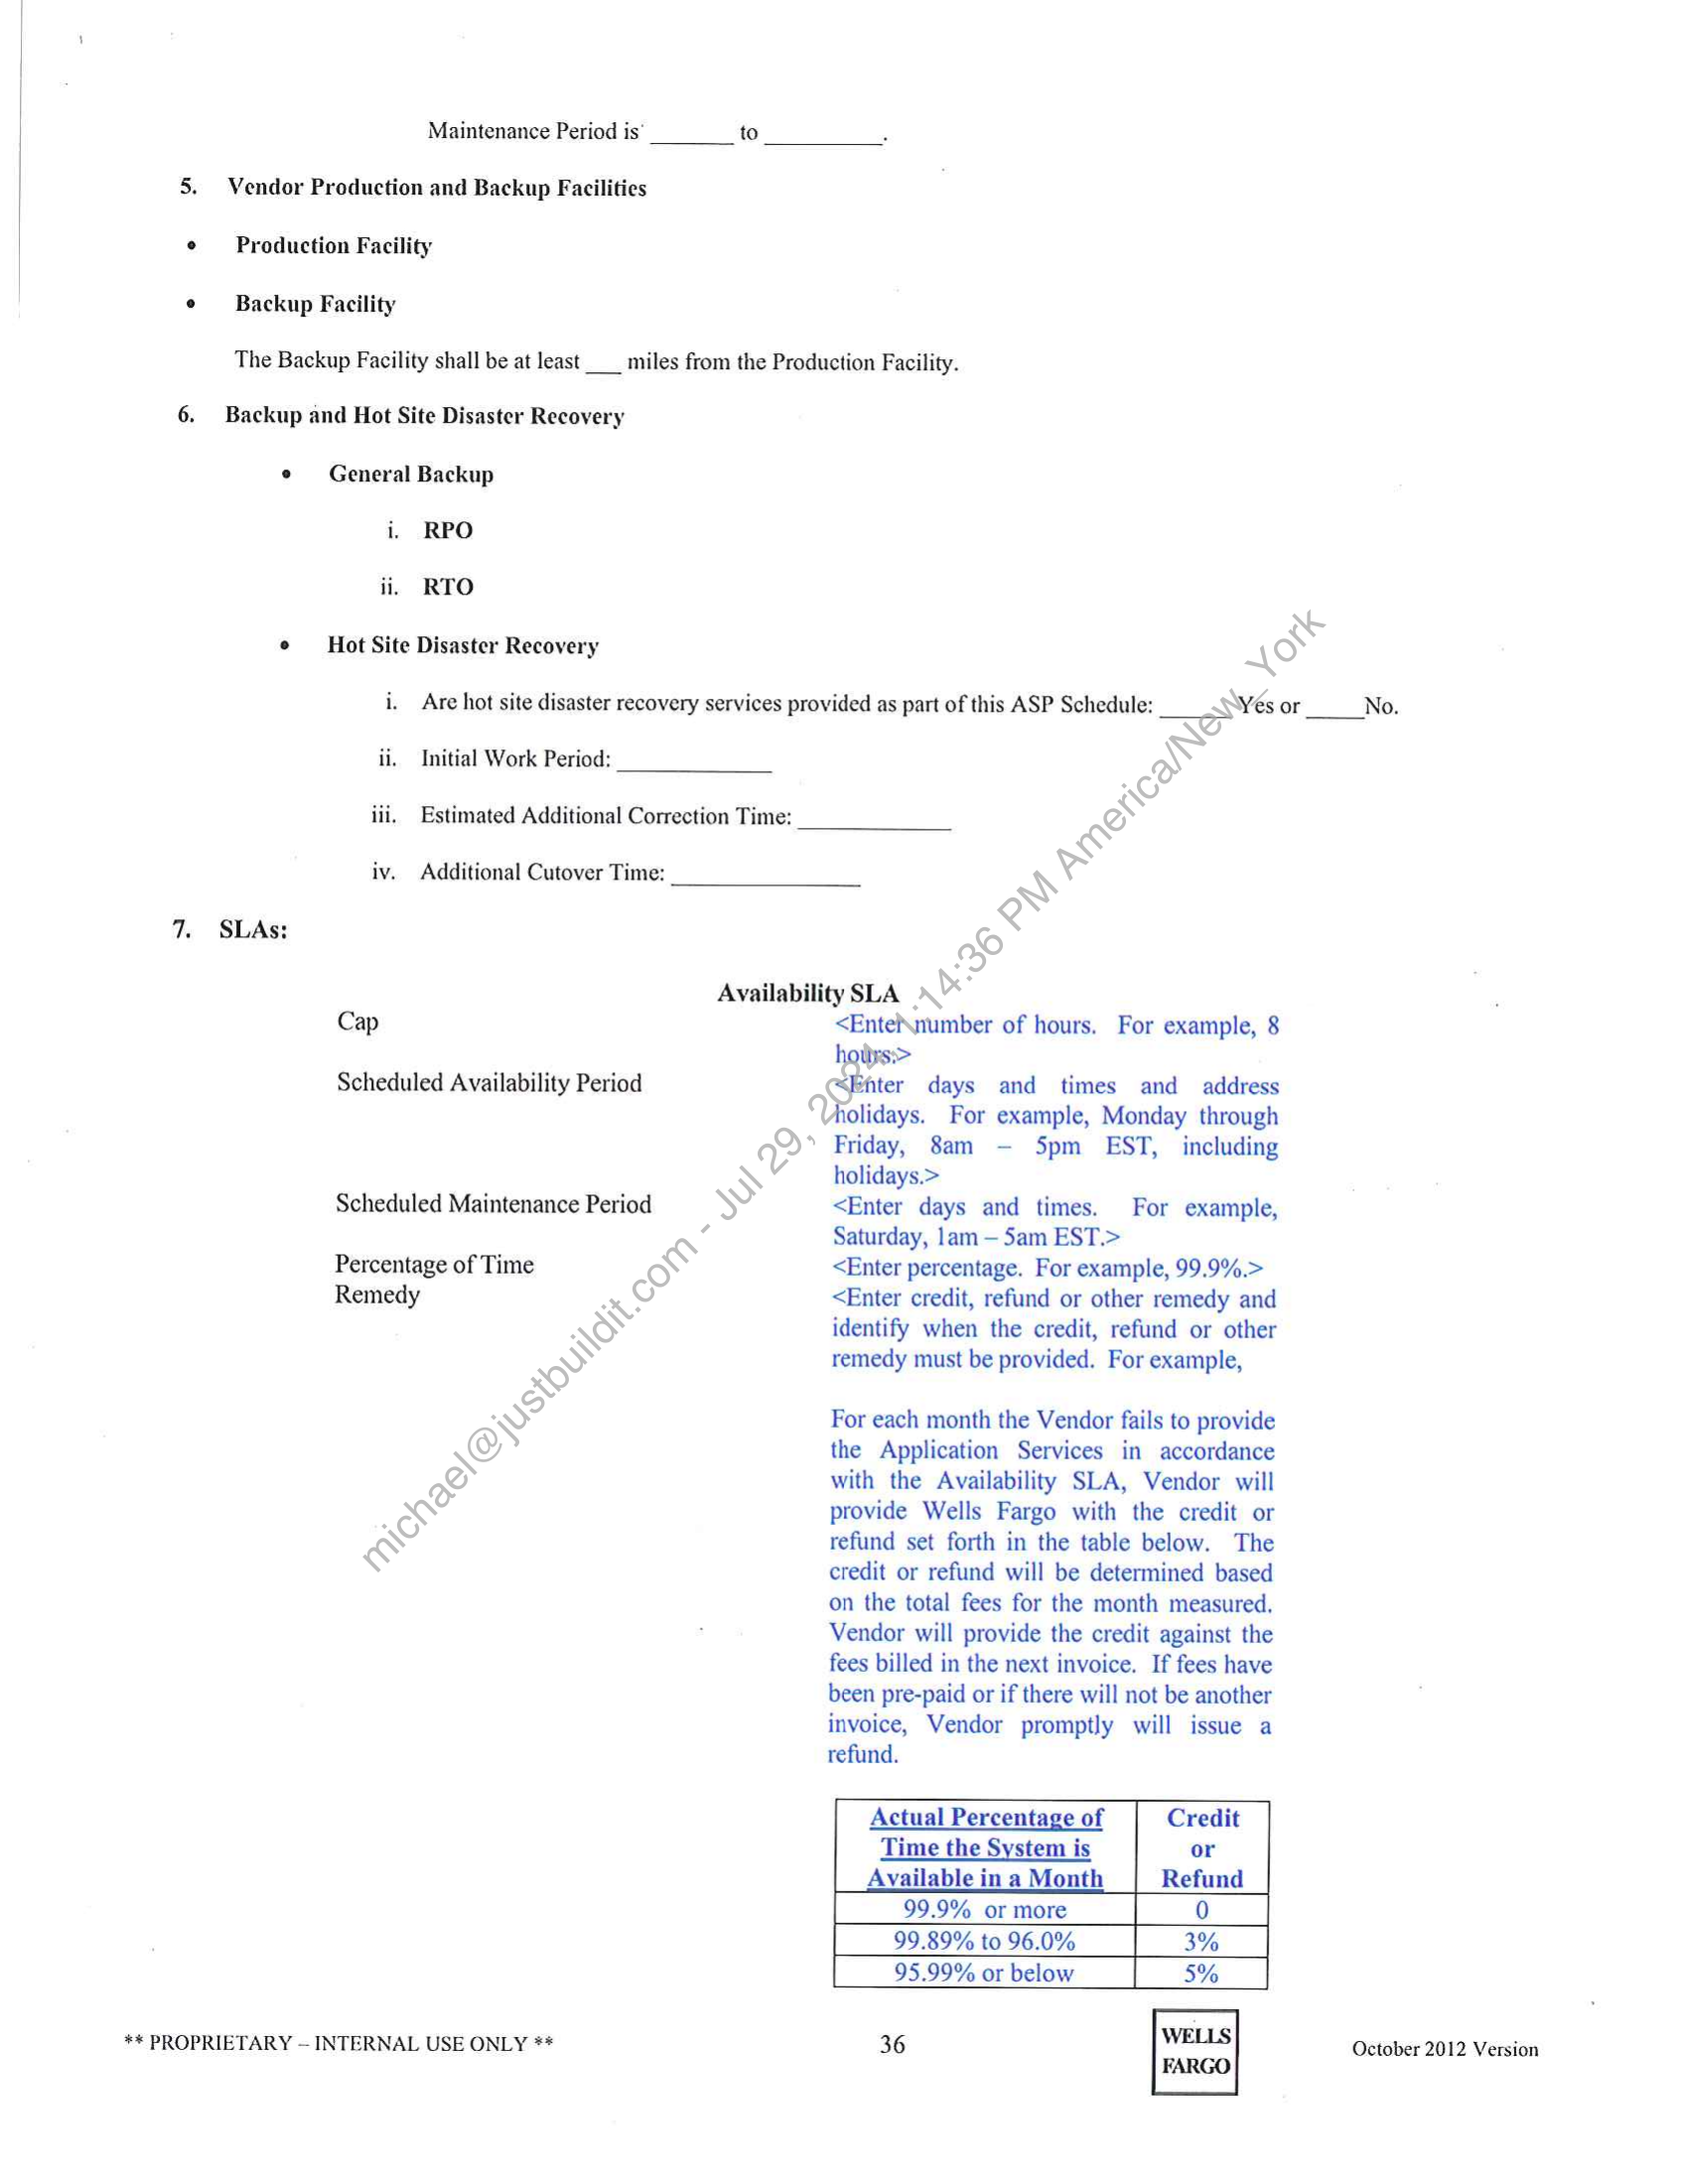 Maintenance Period is ______ to ________.
5. Vendor Production and Backup Facilities
• Production Facility
• Backup Facility
The Backup Facility shall be at least ___ miles from the Production Facility.
6. Backup and Hot Site Disaster Recovery
• General Backup
i. RPO
ii. RTO
• Hot Site Disaster Recovery
i. Are hot site disaster recovery services provided as part of this ASP Schedule: _____Yes or ____No.
ii. Initial Work Period: ___________
iii. Estimated Additional Correction Time: ___________
iv. Additional Cutover Time: _____________
7. SLAs:
Availability SLA
Cap
<Enter number of hours. For example, 8
hours.>
Scheduled Availability Period
<Enter days and times and address
holidays. For example, Monday through
Friday, 8am – 5pm EST, including
holidays.>
Scheduled Maintenance Period
<Enter days and times. For example,
Saturday, 1am – 5am EST.>
Percentage of Time
<Enter percentage. For example, 99.9%.>
Remedy
<Enter credit, refund or other remedy and
identify when the credit, refund or other
remedy must be provided. For example,
For each month the Vendor fails to provide
the Application Services in accordance
with the Availability SLA, Vendor will
provide Wells Fargo with the credit or
refund set forth in the table below. The
credit or refund will be determined based
on the total fees for the month measured.
Vendor will provide the credit against the
fees billed in the next invoice. If fees have
been pre-paid or if there will not be another
invoice, Vendor promptly will issue a
refund.
Actual Percentage of
Time the System is
Available in a Month
Credit
or
Refund
99.9% or more 0
99.89% to 96.0% 3%
95.99% or below 5%
** PROPRIETARY – INTERNAL USE ONLY **
36
WELLS
FARGO
October 2012 Version
michael@justbuildit.com - Jul 29, 2024, 1:14:36 PM America/New_York